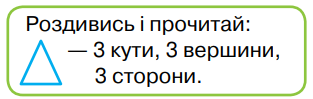 Роздивись і прочитай:
— 3 кути, 3 вершини,
3 сторони.